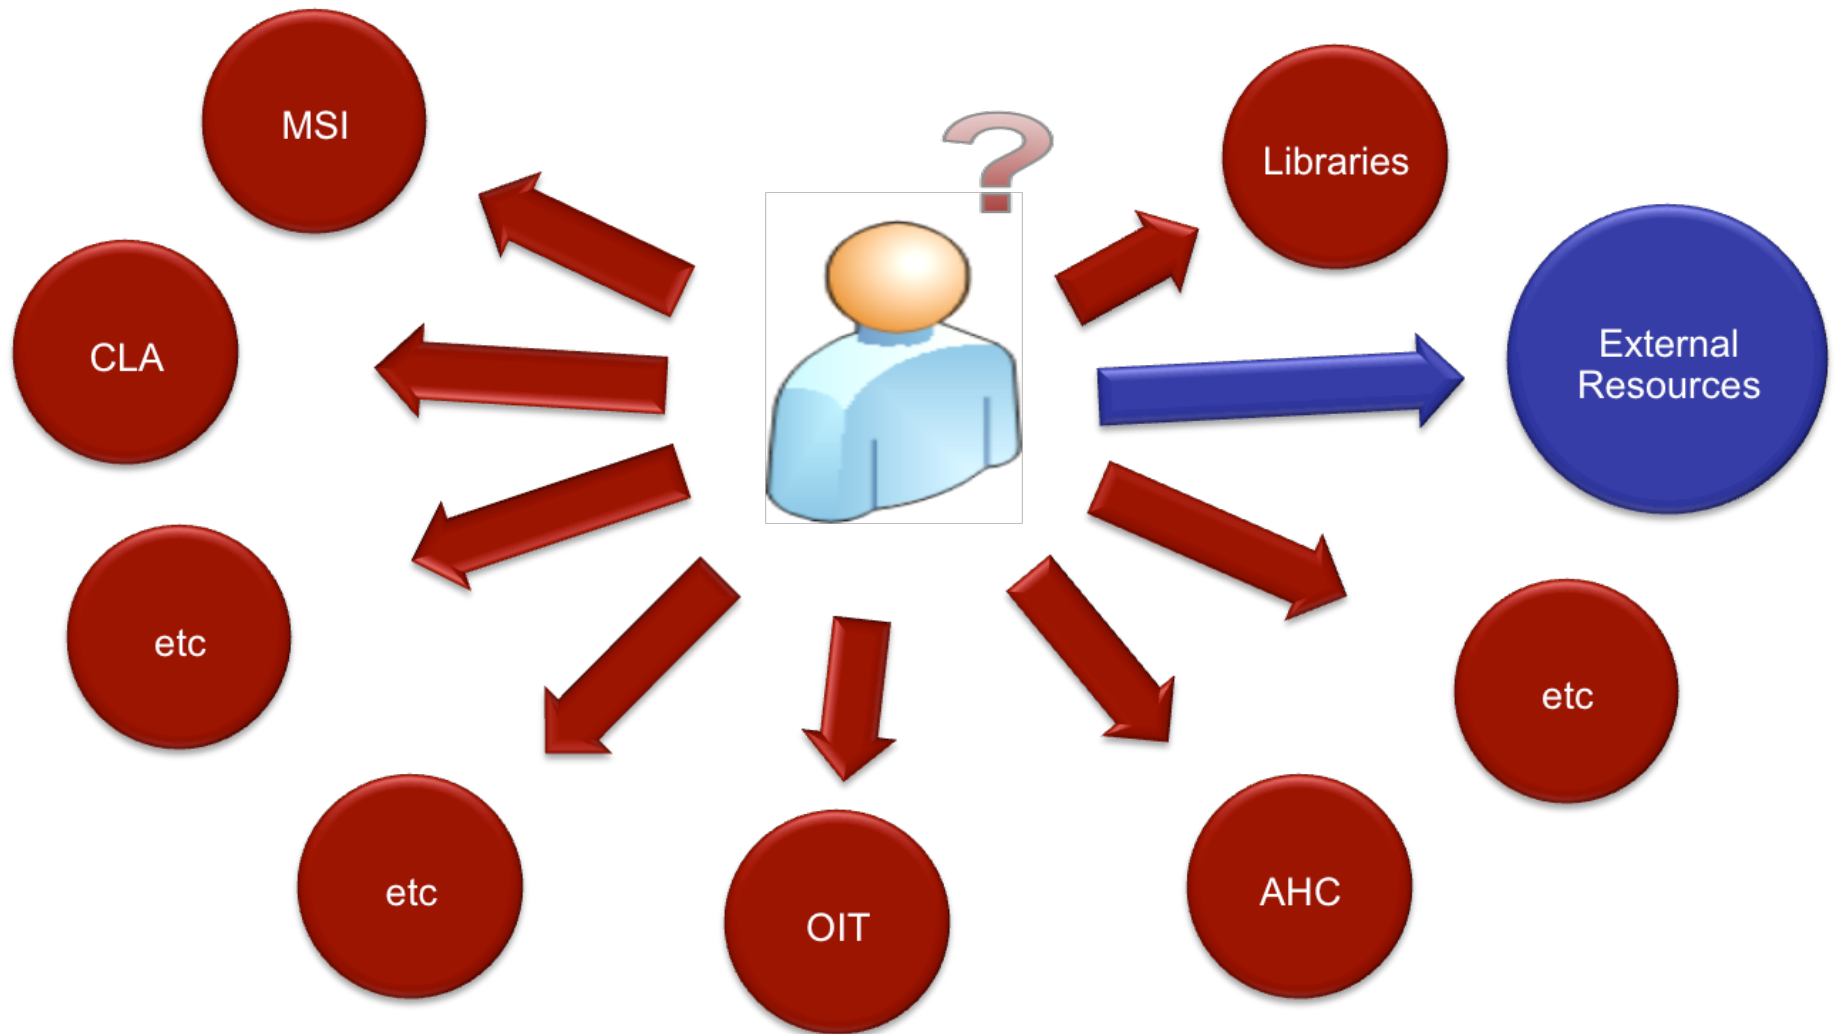 MSI
?
Libraries
CLA
External
Resources
etc
etc
etc
OIT
AHC